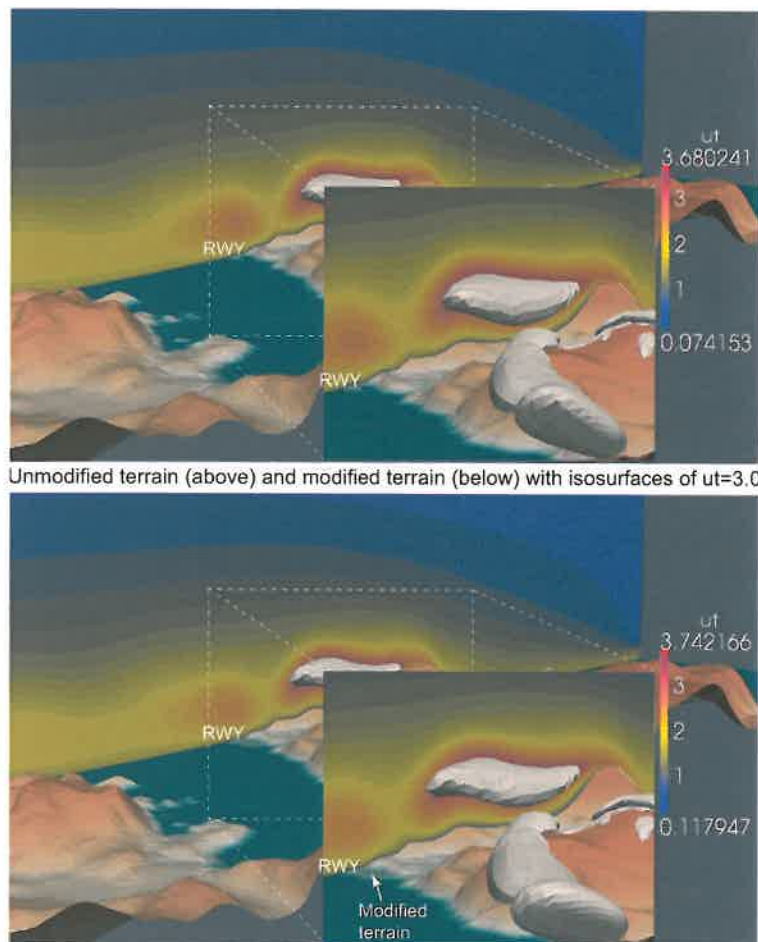 ut
3.680241
3
2
1
0.074153
RWY
RWY
Unmodified terrain (above) and modified terrain (below) with isosurfaces of ut=3.0
ut
3.742166
3
2
1
0.117947
RWY
RWY
Modified
terrain